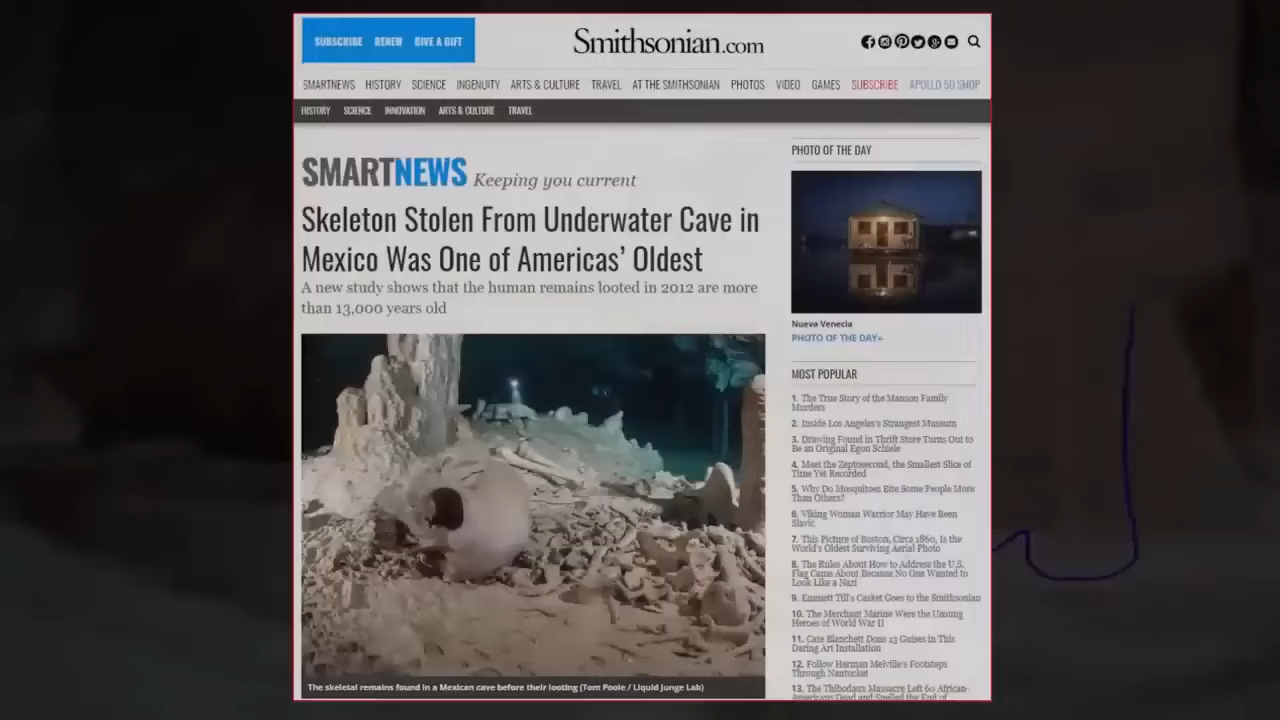 SUBSCRIBE RENEW GIVE A GIFT
Smithsonian.com
SMARTNEWS HISTORY SCIENCE INGENUITY ARTS & CULTURE TRAVEL AT THE SMITHSONIAN PHOTOS VIDEO GAMES SUBSCRIBE APOLLO 50 SHOP
HISTORY SCIENCE INNOVATION ARTS & CULTURE TRAVEL
SMARTNEWS Keeping you current
Skeleton Stolen From Underwater Cave in
Mexico Was One of Americas' Oldest
A new study shows that the human remains looted in 2012 are more
than 13,000 years old
The skeletal remains found in a Mexican cave before their looting (Tom Poole / Liquid Junge Lab)
PHOTO OF THE DAY
Nueva Venecia
PHOTO OF THE DAY»
MOST POPULAR
1. The True Story of the Manson Family
Murders
2. Inside Los Angeles's Strangest Museum
3. Drawing Found in Thrift Store Turns Out to
Be an Original Egon Schiele
4. Meet the Zeptosecond, the Smallest Slice of
Time Yet Recorded
5. Why Do Mosquitoes Bite Some People More
Than Others?
6. Viking Woman Warrior May Have Been
Slavic
7. This Picture of Boston, Circa 1860, Is the
World's Oldest Surviving Aerial Photo
8. The Rules About How to Address the U.S.
Flag Came About Because No One Wanted to
Look Like a Nazi
9. Emmett Till's Casket Goes to the Smithsonian
10. The Merchant Marine Were the Unsung
Heroes of World War II
11. Cate Blanchett Dons 13 Guises in This
Daring Art Installation
12. Follow Herman Melville's Footsteps
Through Nantucket
13. The Thibodaux Massacre Left 60 African-
Americans Dead and Spelled the End of